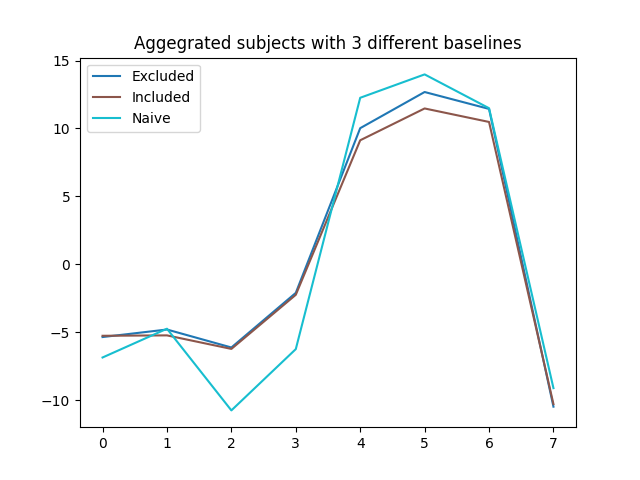 Aggegrated subjects with 3 different baselines
Excluded
Included
Naive
15
10
5
0
−5
−10
0 1 2 3 4 5 6 7